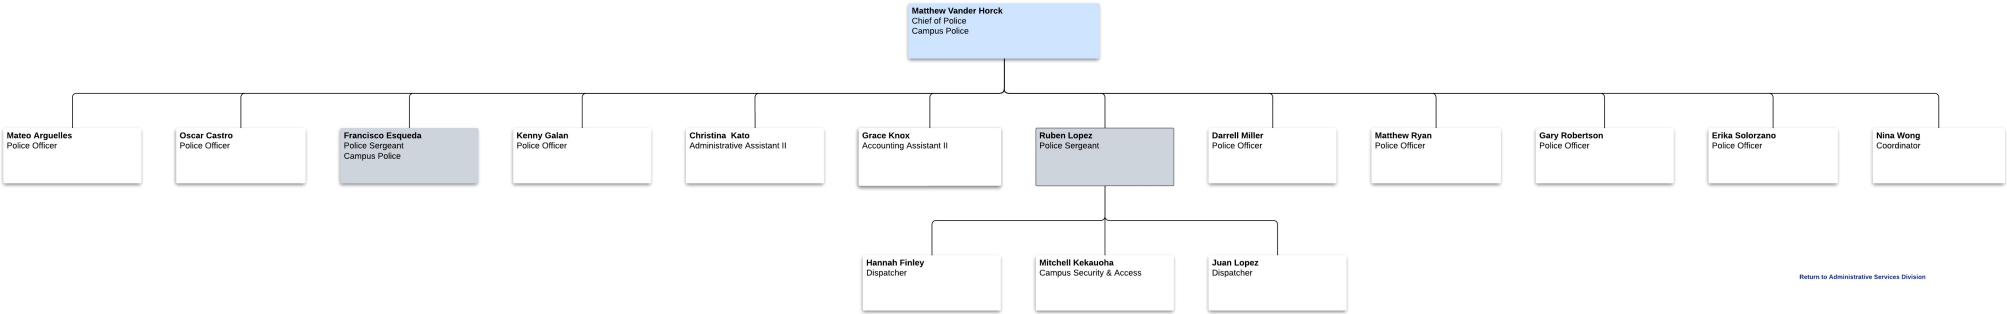 Matthew Vander Horck
Chief of Police
Campus Police
Mateo Arguelles
Police Officer
Oscar Castro
Police Officer
Francisco Esqueda
Police Sergeant
Campus Police
Kenny Galan
Police Officer
Christina  Kato
Administrative Assistant II
Grace Knox
Accounting Assistant II
Ruben Lopez
Police Sergeant
Darrell Miller
Police Officer
Matthew Ryan
Police Officer
Gary Robertson
Police Officer
Erika Solorzano
Police Officer
Nina Wong
Coordinator
Hannah Finley
Dispatcher
Mitchell Kekauoha
Campus Security & Access
Juan Lopez
Dispatcher
Return to Administrative Services Division